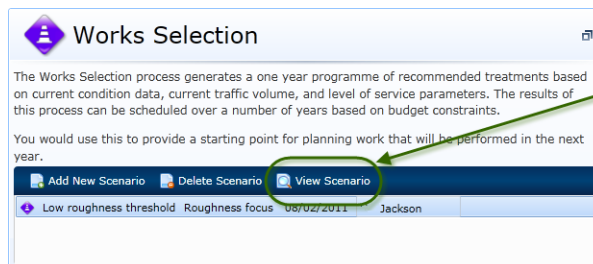 Works Selection
The Works Selection process generates a one year programme of recommended treatments based
on current condition data, current traffic volume, and level of service parameters. The results of
this process can be scheduled over a number of years based on budget constraints.
You would use this to provide a starting point for planning work that will be performed in the next
year.
Add New Scenario Delete Scenario View Scenario
Low roughness threshold Roughness focus 08/02/2011 Jackson